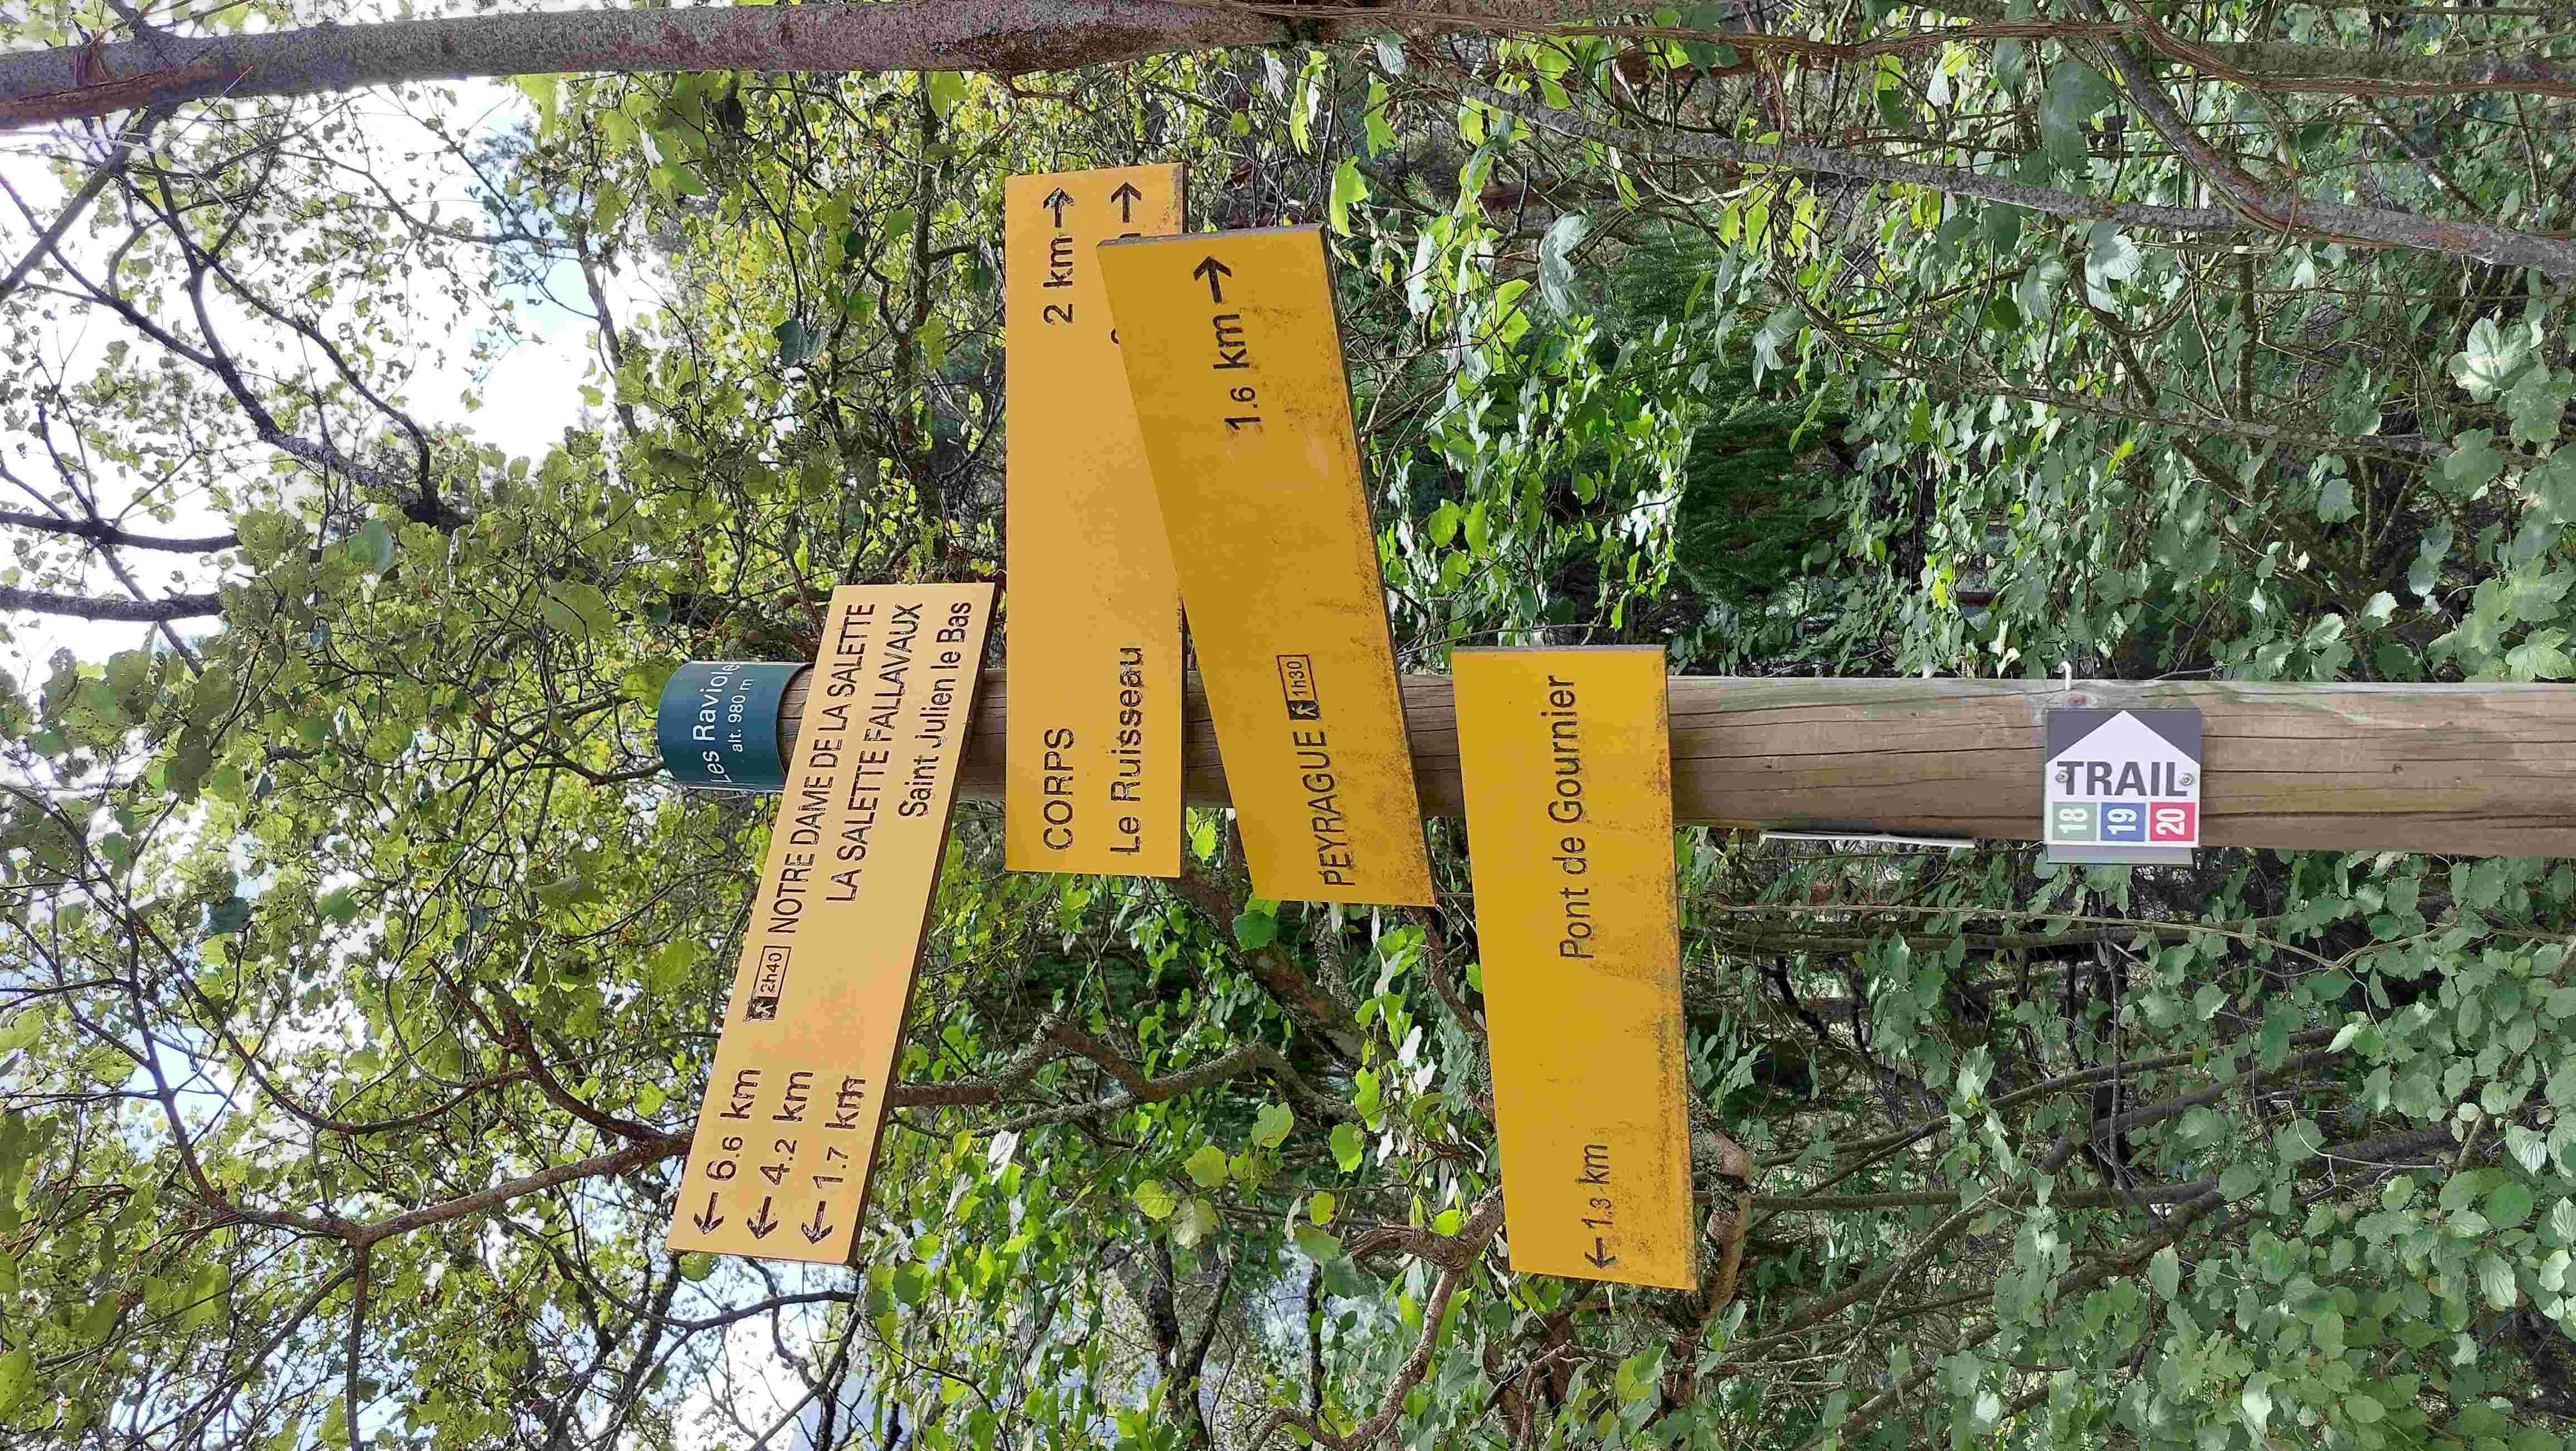 Les Raviole
alt. 980 m
← 6.6 km 2h40 NOTRE DAME DE LA SALETTE
← 4.2 km LA SALETTE FALLAVAUX
← 1.7 km Saint Julien le Bas
CORPS 2 km →
Le Ruisseau →
PEYRAGUE 1h30 1.6 km →
← 1.3 km Pont de Gournier
18
19
20
TRAIL